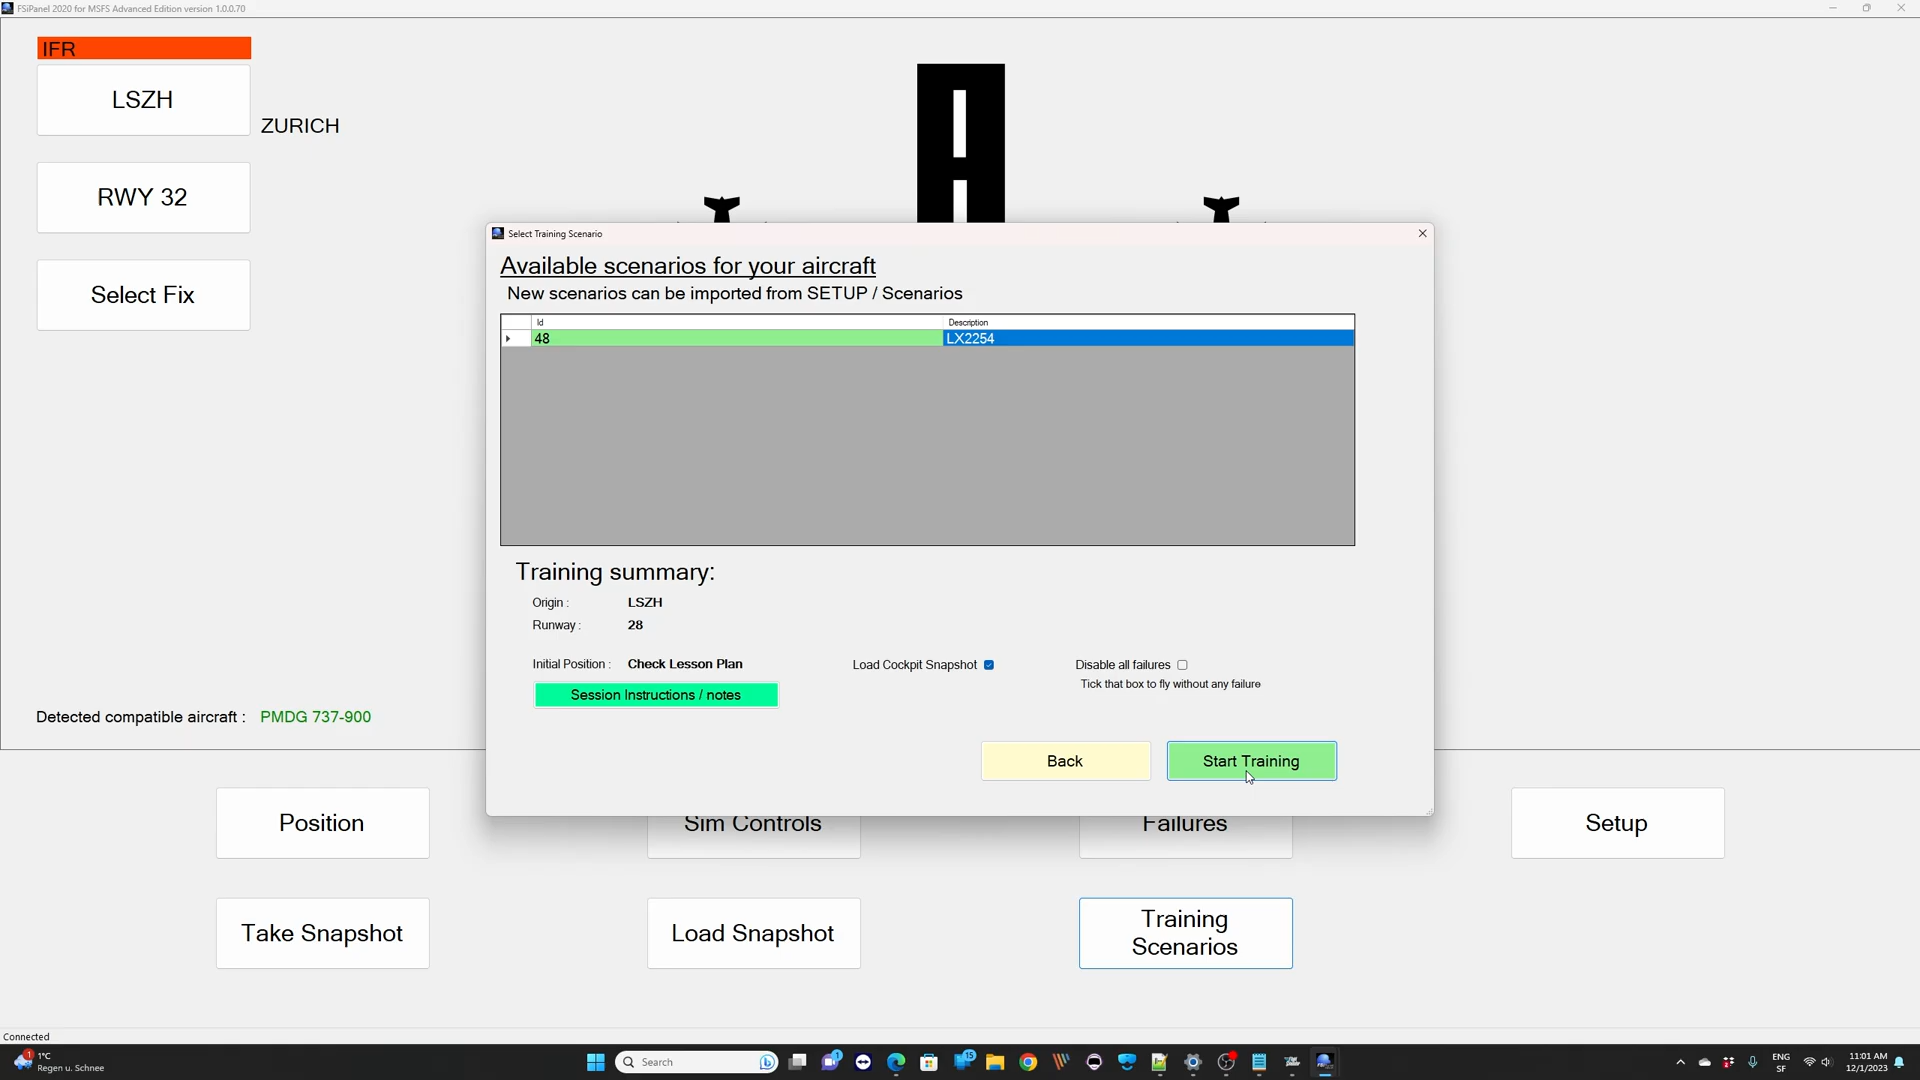 FSiPanel 2020 for MSFS Advanced Edition version 1.0.0.70
IFR
LSZH
ZURICH
RWY 32
Select Fix
Detected compatible aircraft : PMDG 737-900
Select Training Scenario
Available scenarios for your aircraft
New scenarios can be imported from SETUP / Scenarios
Id Description
48 LX2254
Training summary:
Origin : LSZH
Runway : 28
Initial Position : Check Lesson Plan
Load Cockpit Snapshot
Disable all failures
Tick that box to fly without any failure
Session Instructions / notes
Back
Start Training
Position
Sim Controls
Failures
Setup
Take Snapshot
Load Snapshot
Training
Scenarios
Connected
1
1°C
Regen u. Schnee
Search
1
15
ENG
SF
11:01 AM
12/1/2023